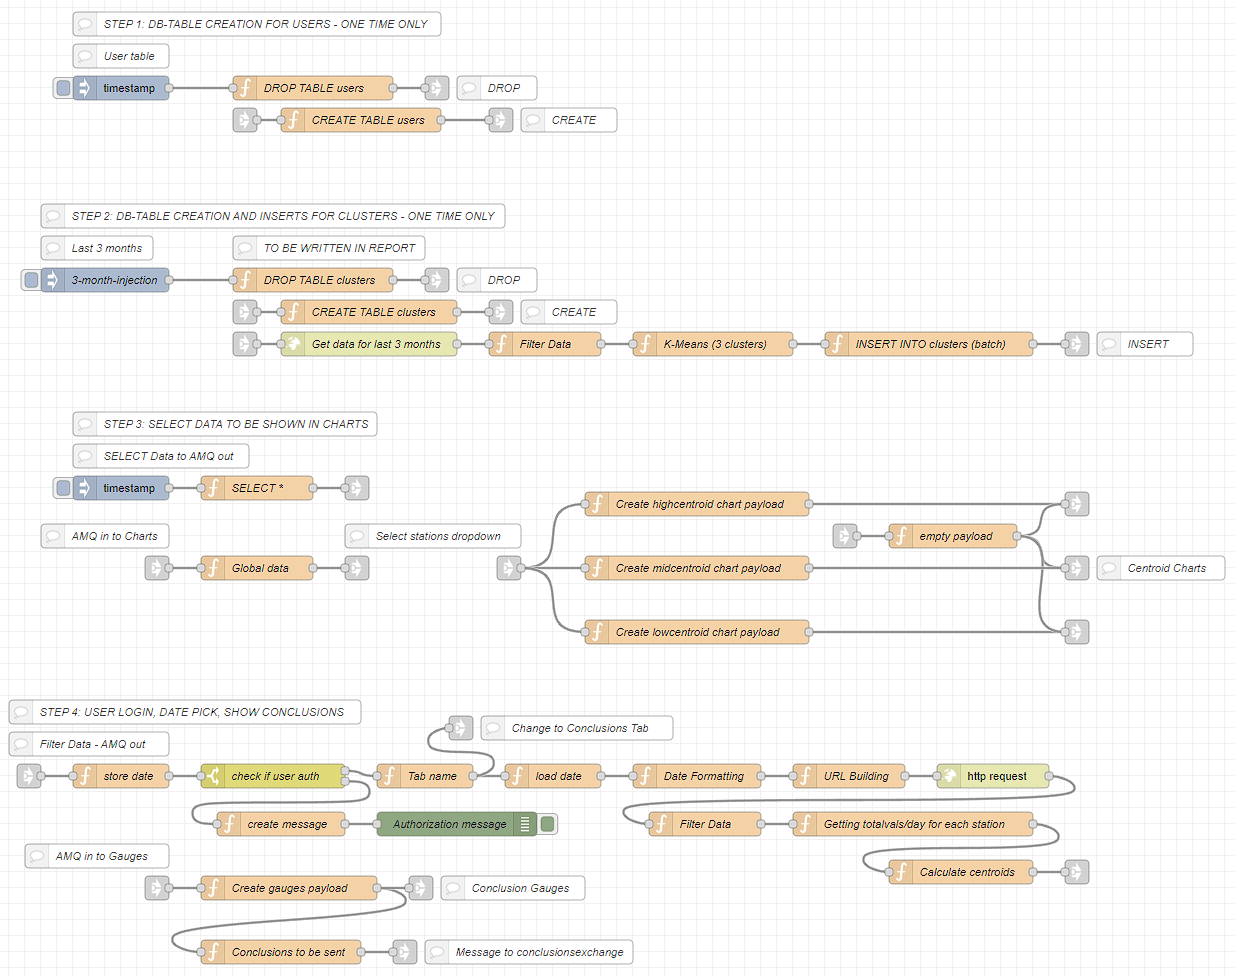 STEP 1: DB-TABLE CREATION FOR USERS - ONE TIME ONLY
User table
timestamp
DROP TABLE users
DROP
CREATE TABLE users
CREATE
STEP 2: DB-TABLE CREATION AND INSERTS FOR CLUSTERS - ONE TIME ONLY
Last 3 months
TO BE WRITTEN IN REPORT
3-month-injection
DROP TABLE clusters
DROP
CREATE TABLE clusters
CREATE
Get data for last 3 months
Filter Data
K-Means (3 clusters)
INSERT INTO clusters (batch)
INSERT
STEP 3: SELECT DATA TO BE SHOWN IN CHARTS
SELECT Data to AMQ out
timestamp
SELECT *
Create highcentroid chart payload
AMQ in to Charts
Select stations dropdown
empty payload
Global data
Create midcentroid chart payload
Centroid Charts
Create lowcentroid chart payload
STEP 4: USER LOGIN, DATE PICK, SHOW CONCLUSIONS
Change to Conclusions Tab
Filter Data - AMQ out
store date
check if user auth
Tab name
load date
Date Formatting
URL Building
http request
create message
Authorization message
Filter Data
Getting totalvals/day for each station
AMQ in to Gauges
Calculate centroids
Create gauges payload
Conclusion Gauges
Conclusions to be sent
Message to conclusionsexchange